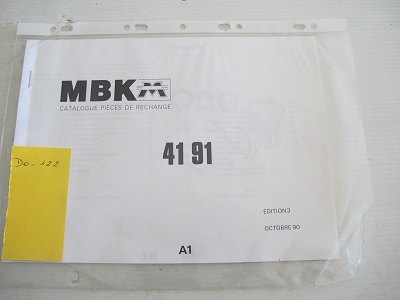 MBK
CATALOGUE PIÈCES DE RECHANGE
41 91
DO-122
EDITION 3
OCTOBRE 90
A1